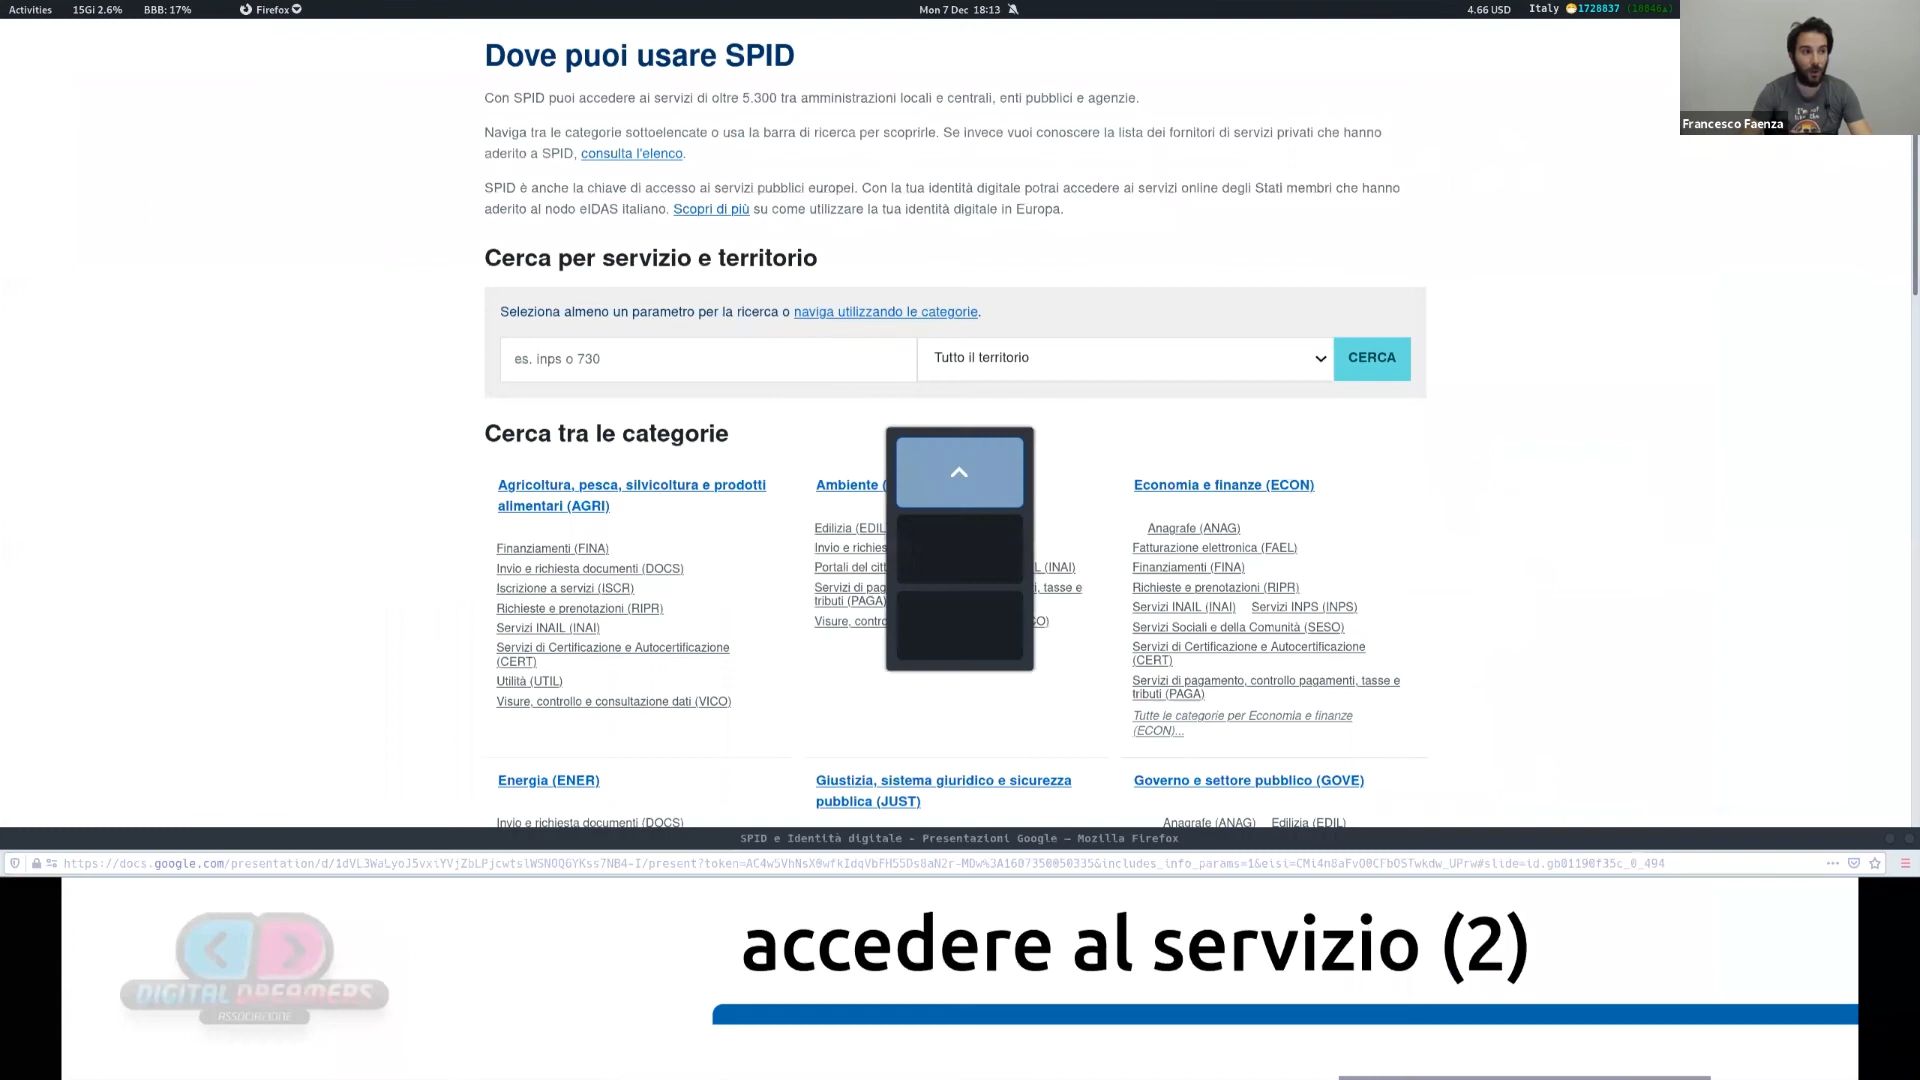 Activities 15Gi 2.6% BBB: 17% Firefox Mon 7 Dec 18:13 4.66 USD Italy 1728837 (18846▲)
Dove puoi usare SPID
Con SPID puoi accedere ai servizi di oltre 5.300 tra amministrazioni locali e centrali, enti pubblici e agenzie.
Francesco Faenza
Naviga tra le categorie sottoelencate o usa la barra di ricerca per scoprirle. Se invece vuoi conoscere la lista dei fornitori di servizi privati che hanno
aderito a SPID, consulta l'elenco.
SPID è anche la chiave di accesso ai servizi pubblici europei. Con la tua identità digitale potrai accedere ai servizi online degli Stati membri che hanno
aderito al nodo eIDAS italiano. Scopri di più su come utilizzare la tua identità digitale in Europa.
Cerca per servizio e territorio
Seleziona almeno un parametro per la ricerca o naviga utilizzando le categorie.
es. inps o 730 Tutto il territorio CERCA
Cerca tra le categorie
Agricoltura, pesca, silvicoltura e prodotti
alimentari (AGRI)
Finanziamenti (FINA)
Invio e richiesta documenti (DOCS)
Iscrizione a servizi (ISCR)
Richieste e prenotazioni (RIPR)
Servizi INAIL (INAI)
Servizi di Certificazione e Autocertificazione
(CERT)
Utilità (UTIL)
Visure, controllo e consultazione dati (VICO)
Ambiente (
Edilizia (EDIL
Invio e richies
Portali del citt L (INAI)
Servizi di pag i, tasse e
tributi (PAGA)
Visure, contro CO)
Economia e finanze (ECON)
Anagrafe (ANAG)
Fatturazione elettronica (FAEL)
Finanziamenti (FINA)
Richieste e prenotazioni (RIPR)
Servizi INAIL (INAI) Servizi INPS (INPS)
Servizi Sociali e della Comunità (SESO)
Servizi di Certificazione e Autocertificazione
(CERT)
Servizi di pagamento, controllo pagamenti, tasse e
tributi (PAGA)
Tutte le categorie per Economia e finanze
(ECON)...
Energia (ENER)
Invio e richiesta documenti (DOCS)
Giustizia, sistema giuridico e sicurezza
pubblica (JUST)
Governo e settore pubblico (GOVE)
Anagrafe (ANAG) Edilizia (EDIL)
SPID e Identità digitale - Presentazioni Google — Mozilla Firefox
accedere al servizio (2)
DIGITAL DREAMERS
ASSOCIAZIONE